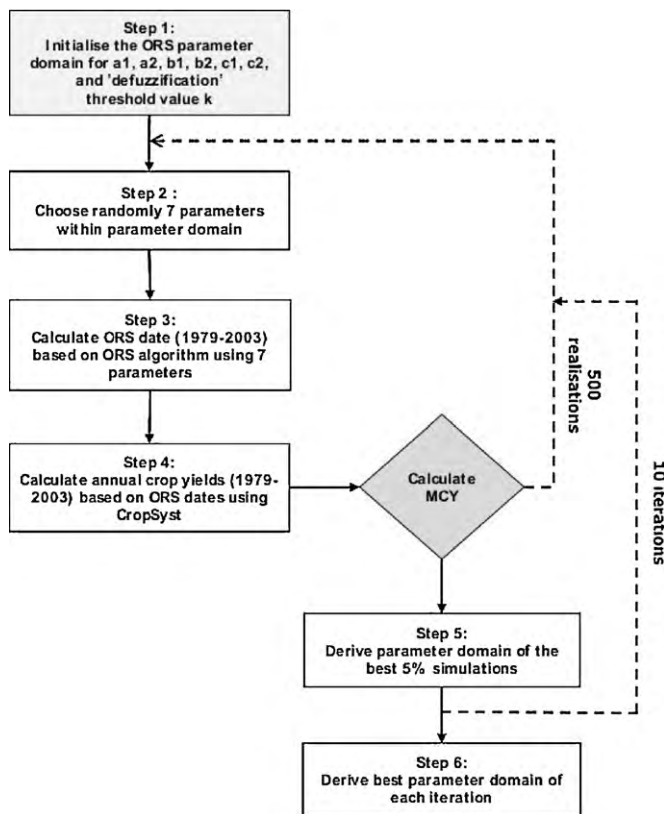 Step 1:
Initialise the ORS parameter
domain for a1, a2, b1, b2, c1, c2,
and 'defuzzification'
threshold value k
Step 2 :
Choose randomly 7 parameters
within parameter domain
Step 3:
Calculate ORS date (1979-2003)
based on ORS algorithm using 7
parameters
Step 4:
Calculate annual crop yields (1979-
2003) based on ORS dates using
CropSyst
Calculate
MCY
500
realisations
10 iterations
Step 5:
Derive parameter domain of the
best 5% simulations
Step 6:
Derive best parameter domain of
each iteration